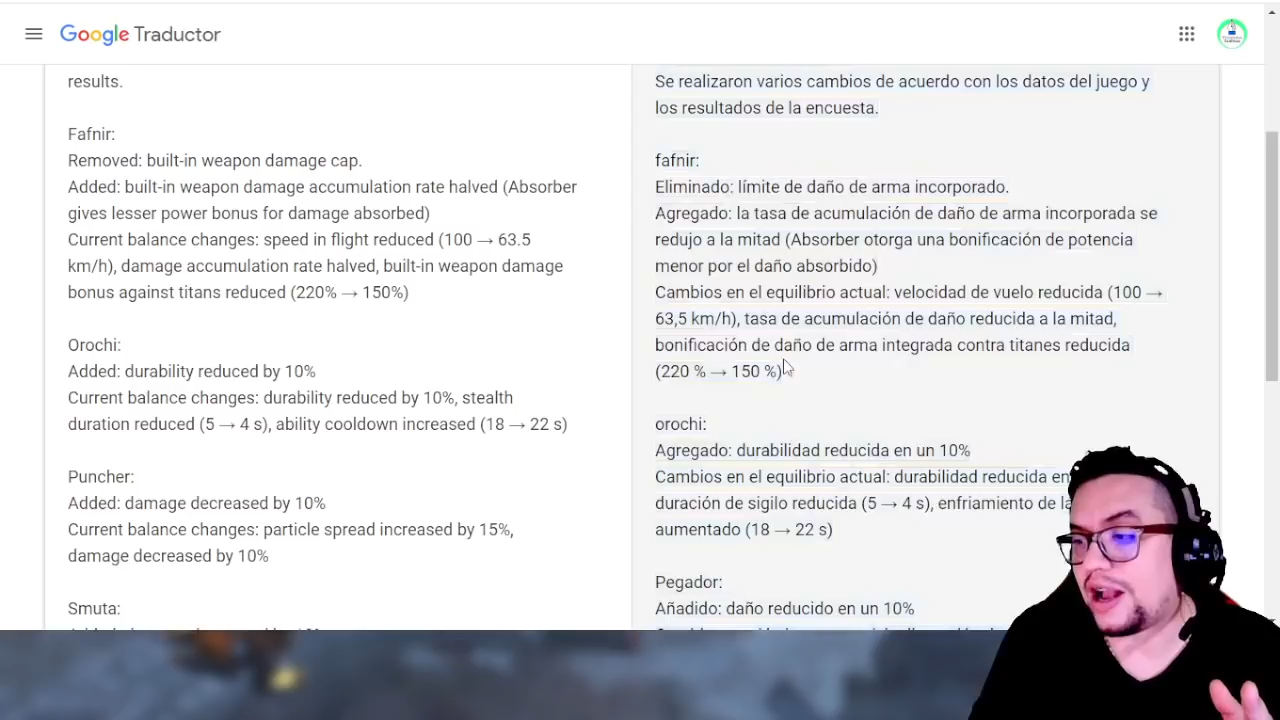 Google Traductor
results.
Fafnir:
Removed: built-in weapon damage cap.
Added: built-in weapon damage accumulation rate halved (Absorber
gives lesser power bonus for damage absorbed)
Current balance changes: speed in flight reduced (100 → 63.5
km/h), damage accumulation rate halved, built-in weapon damage
bonus against titans reduced (220% → 150%)
Orochi:
Added: durability reduced by 10%
Current balance changes: durability reduced by 10%, stealth
duration reduced (5 → 4 s), ability cooldown increased (18 → 22 s)
Puncher:
Added: damage decreased by 10%
Current balance changes: particle spread increased by 15%,
damage decreased by 10%
Smuta:
Se realizaron varios cambios de acuerdo con los datos del juego y
los resultados de la encuesta.
fafnir:
Eliminado: límite de daño de arma incorporado.
Agregado: la tasa de acumulación de daño de arma incorporada se
redujo a la mitad (Absorber otorga una bonificación de potencia
menor por el daño absorbido)
Cambios en el equilibrio actual: velocidad de vuelo reducida (100 →
63,5 km/h), tasa de acumulación de daño reducida a la mitad,
bonificación de daño de arma integrada contra titanes reducida
(220 % → 150 %)
orochi:
Agregado: durabilidad reducida en un 10%
Cambios en el equilibrio actual: durabilidad reducida en
duración de sigilo reducida (5 → 4 s), enfriamiento de la
aumentado (18 → 22 s)
Pegador:
Añadido: daño reducido en un 10%